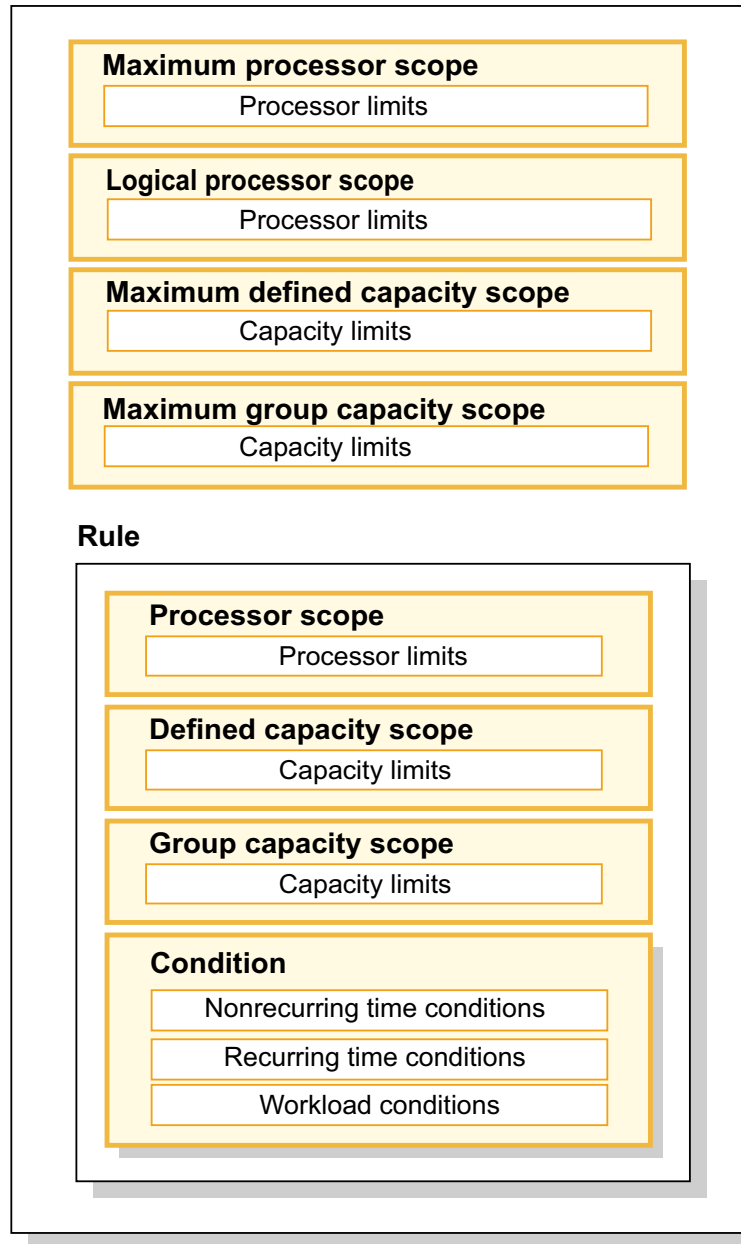 Maximum processor scope
Processor limits
Logical processor scope
Processor limits
Maximum defined capacity scope
Capacity limits
Maximum group capacity scope
Capacity limits
Rule
Processor scope
Processor limits
Defined capacity scope
Capacity limits
Group capacity scope
Capacity limits
Condition
Nonrecurring time conditions
Recurring time conditions
Workload conditions